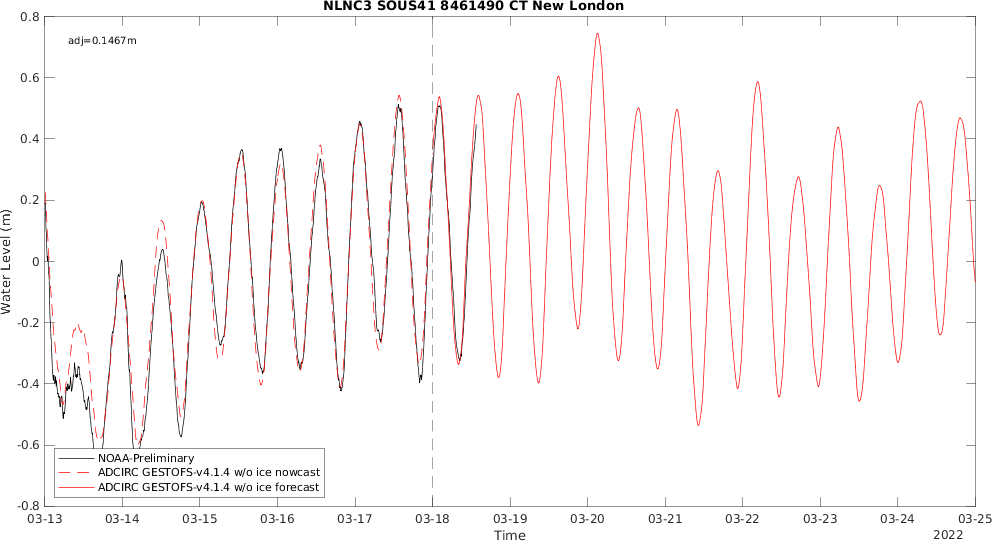 NLNC3 SOUS41 8461490 CT New London
adj=0.1467m
0.8
0.6
0.4
0.2
0
-0.2
-0.4
-0.6
-0.8
Water Level (m)
NOAA-Preliminary
ADCIRC GESTOFS-v4.1.4 w/o ice nowcast
ADCIRC GESTOFS-v4.1.4 w/o ice forecast
03-13 03-14 03-15 03-16 03-17 03-18 03-19 03-20 03-21 03-22 03-23 03-24 03-25
Time
2022